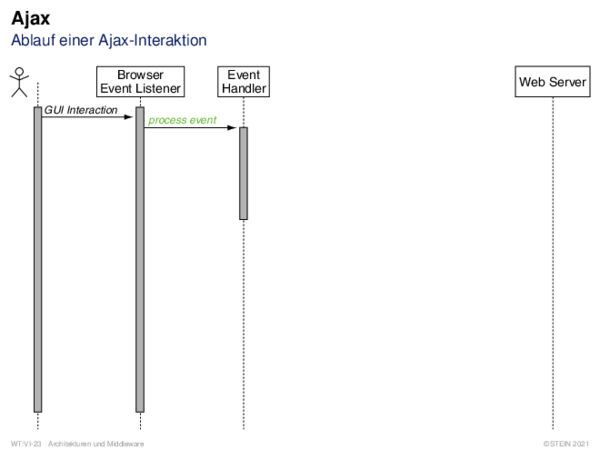 Ajax
Ablauf einer Ajax-Interaktion
Browser
Event Listener
Event
Handler
Web Server
GUI Interaction
process event
WT:VI-23 Architekturen und Middleware
©STEIN 2021